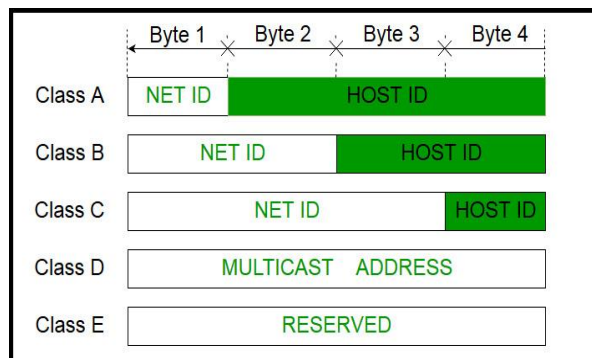 Byte 1 Byte 2 Byte 3 Byte 4
Class A NET ID HOST ID
Class B NET ID HOST ID
Class C NET ID HOST ID
Class D MULTICAST ADDRESS
Class E RESERVED